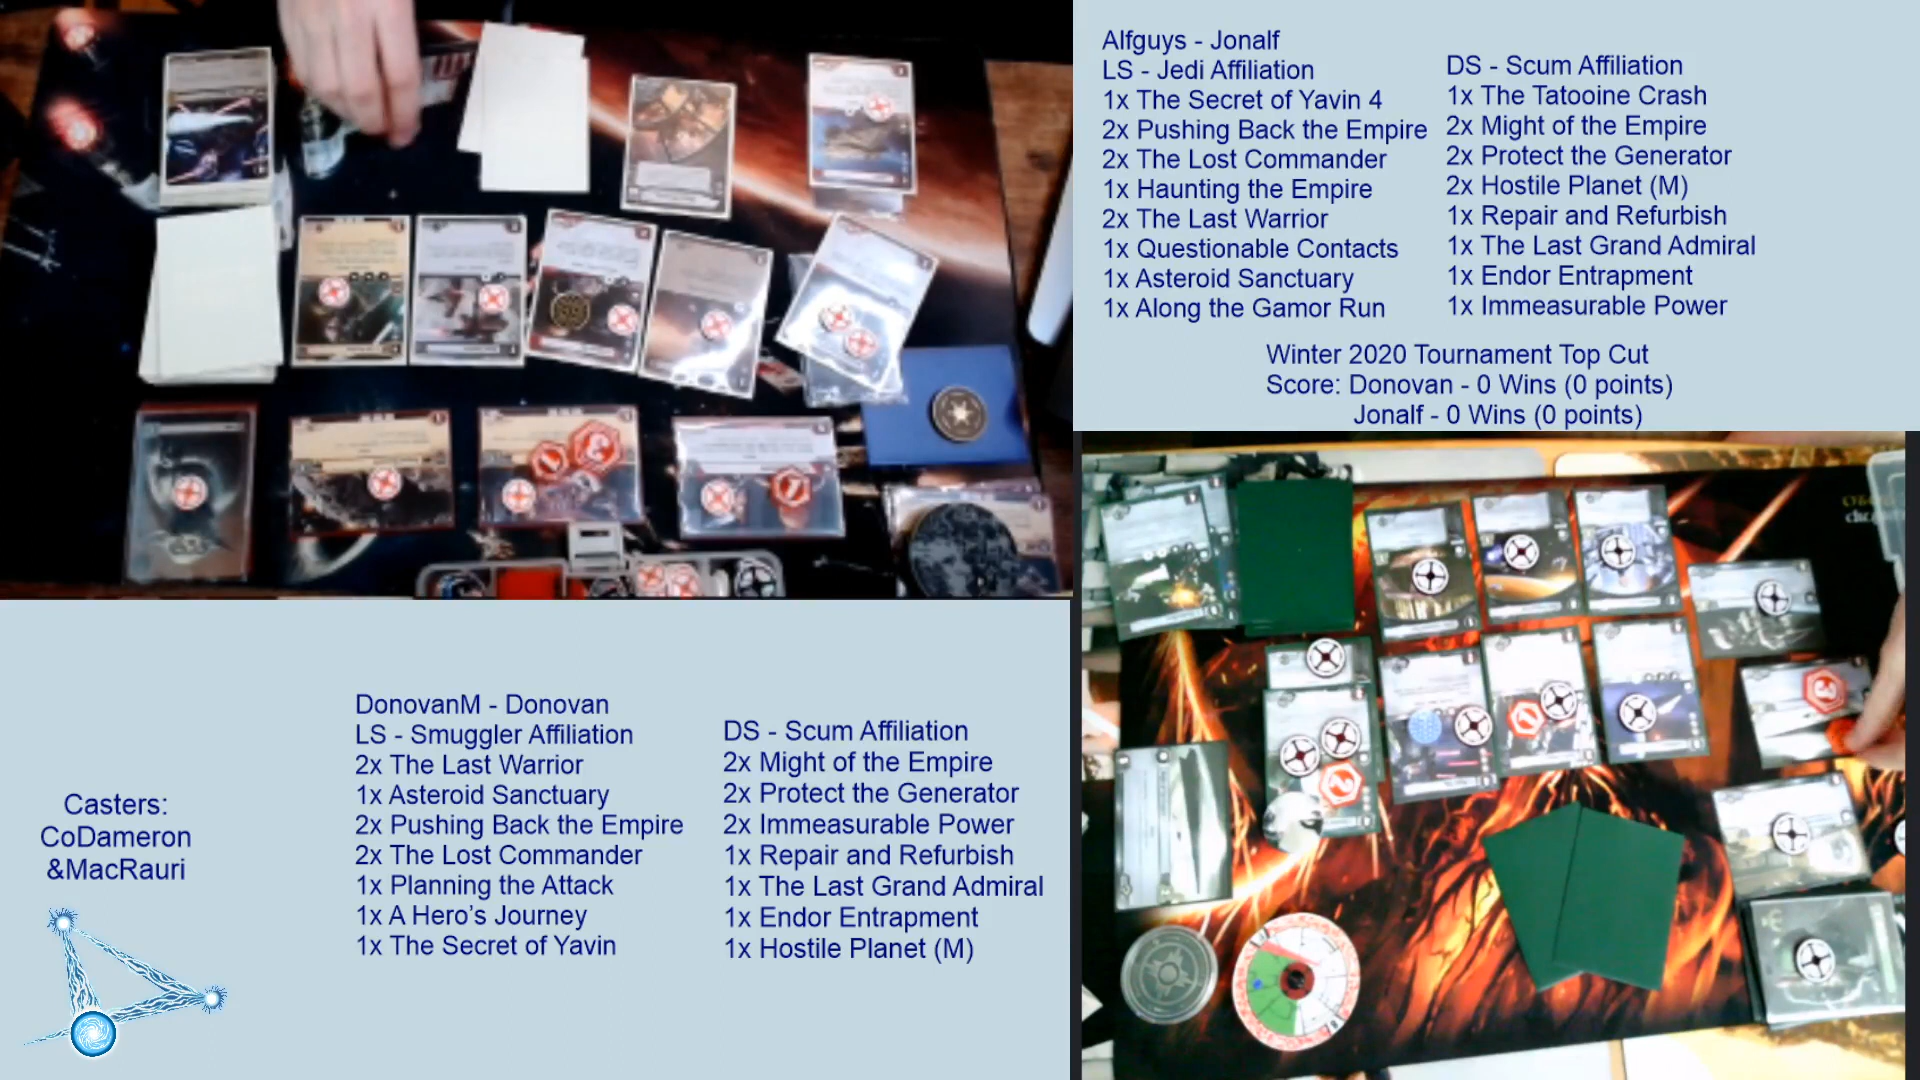 Alfguys - Jonalf
LS - Jedi Affiliation
1x The Secret of Yavin 4
2x Pushing Back the Empire
2x The Lost Commander
1x Haunting the Empire
2x The Last Warrior
1x Questionable Contacts
1x Asteroid Sanctuary
1x Along the Gamor Run
DS - Scum Affiliation
1x The Tatooine Crash
2x Might of the Empire
2x Protect the Generator
2x Hostile Planet (M)
1x Repair and Refurbish
1x The Last Grand Admiral
1x Endor Entrapment
1x Immeasurable Power
Winter 2020 Tournament Top Cut
Score: Donovan - 0 Wins (0 points)
Jonalf - 0 Wins (0 points)
Casters:
CoDameron
&MacRauri
DonovanM - Donovan
LS - Smuggler Affiliation
2x The Last Warrior
1x Asteroid Sanctuary
2x Pushing Back the Empire
2x The Lost Commander
1x Planning the Attack
1x A Hero’s Journey
1x The Secret of Yavin
DS - Scum Affiliation
2x Might of the Empire
2x Protect the Generator
2x Immeasurable Power
1x Repair and Refurbish
1x The Last Grand Admiral
1x Endor Entrapment
1x Hostile Planet (M)